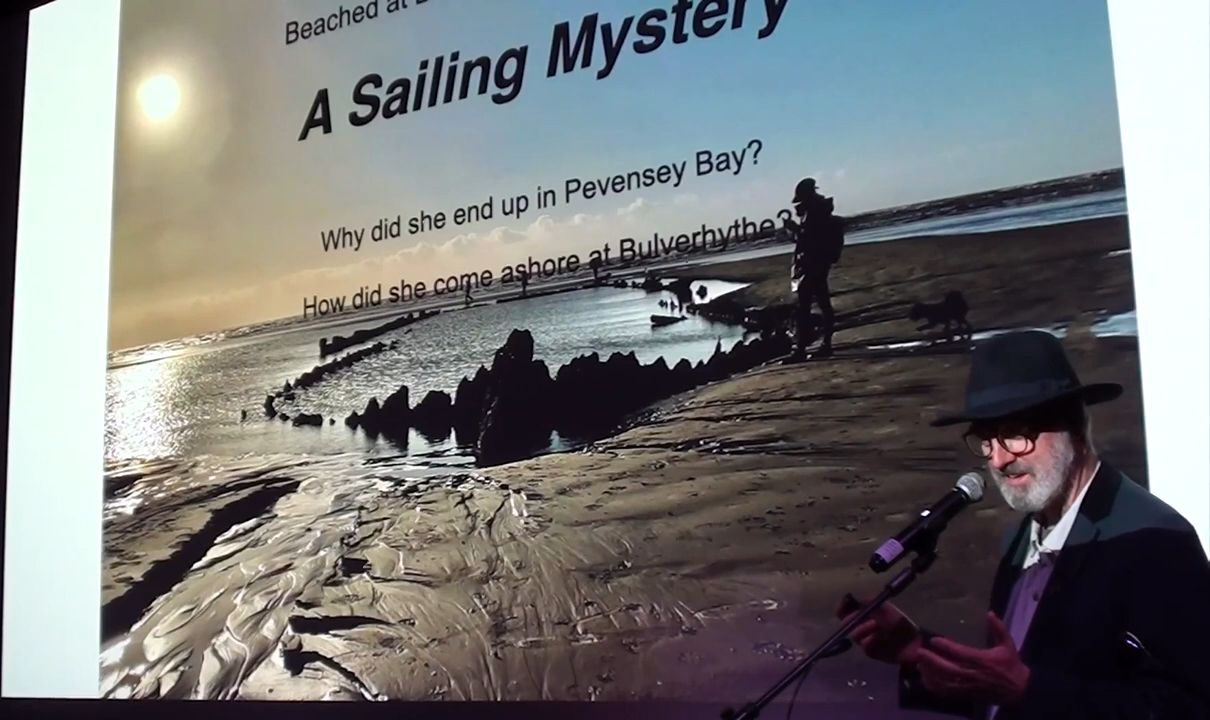 Beached at
A Sailing Mystery
Why did she end up in Pevensey Bay?
How did she come ashore at Bulverhythe?